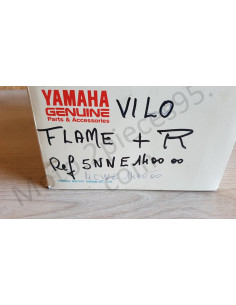 YAMAHA VILO
GENUINE
Parts & Accessories
FLAME + R
Ref 5NNE1400 00